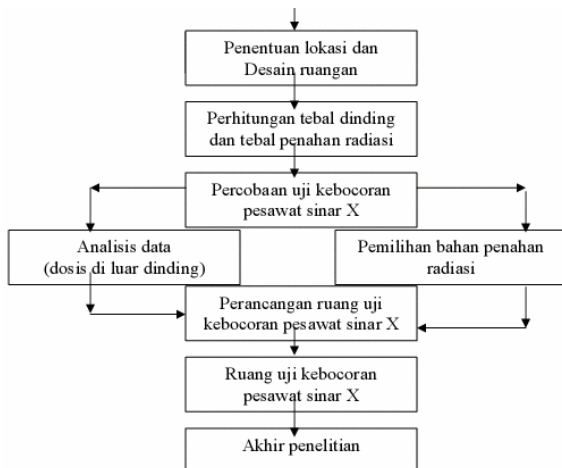 Penentuan lokasi dan
Desain ruangan
Perhitungan tebal dinding
dan tebal penahan radiasi
Percobaan uji kebocoran
pesawat sinar X
Analisis data
(dosis di luar dinding)
Pemilihan bahan penahan
radiasi
Perancangan ruang uji
kebocoran pesawat sinar X
Ruang uji kebocoran
pesawat sinar X
Akhir penelitian